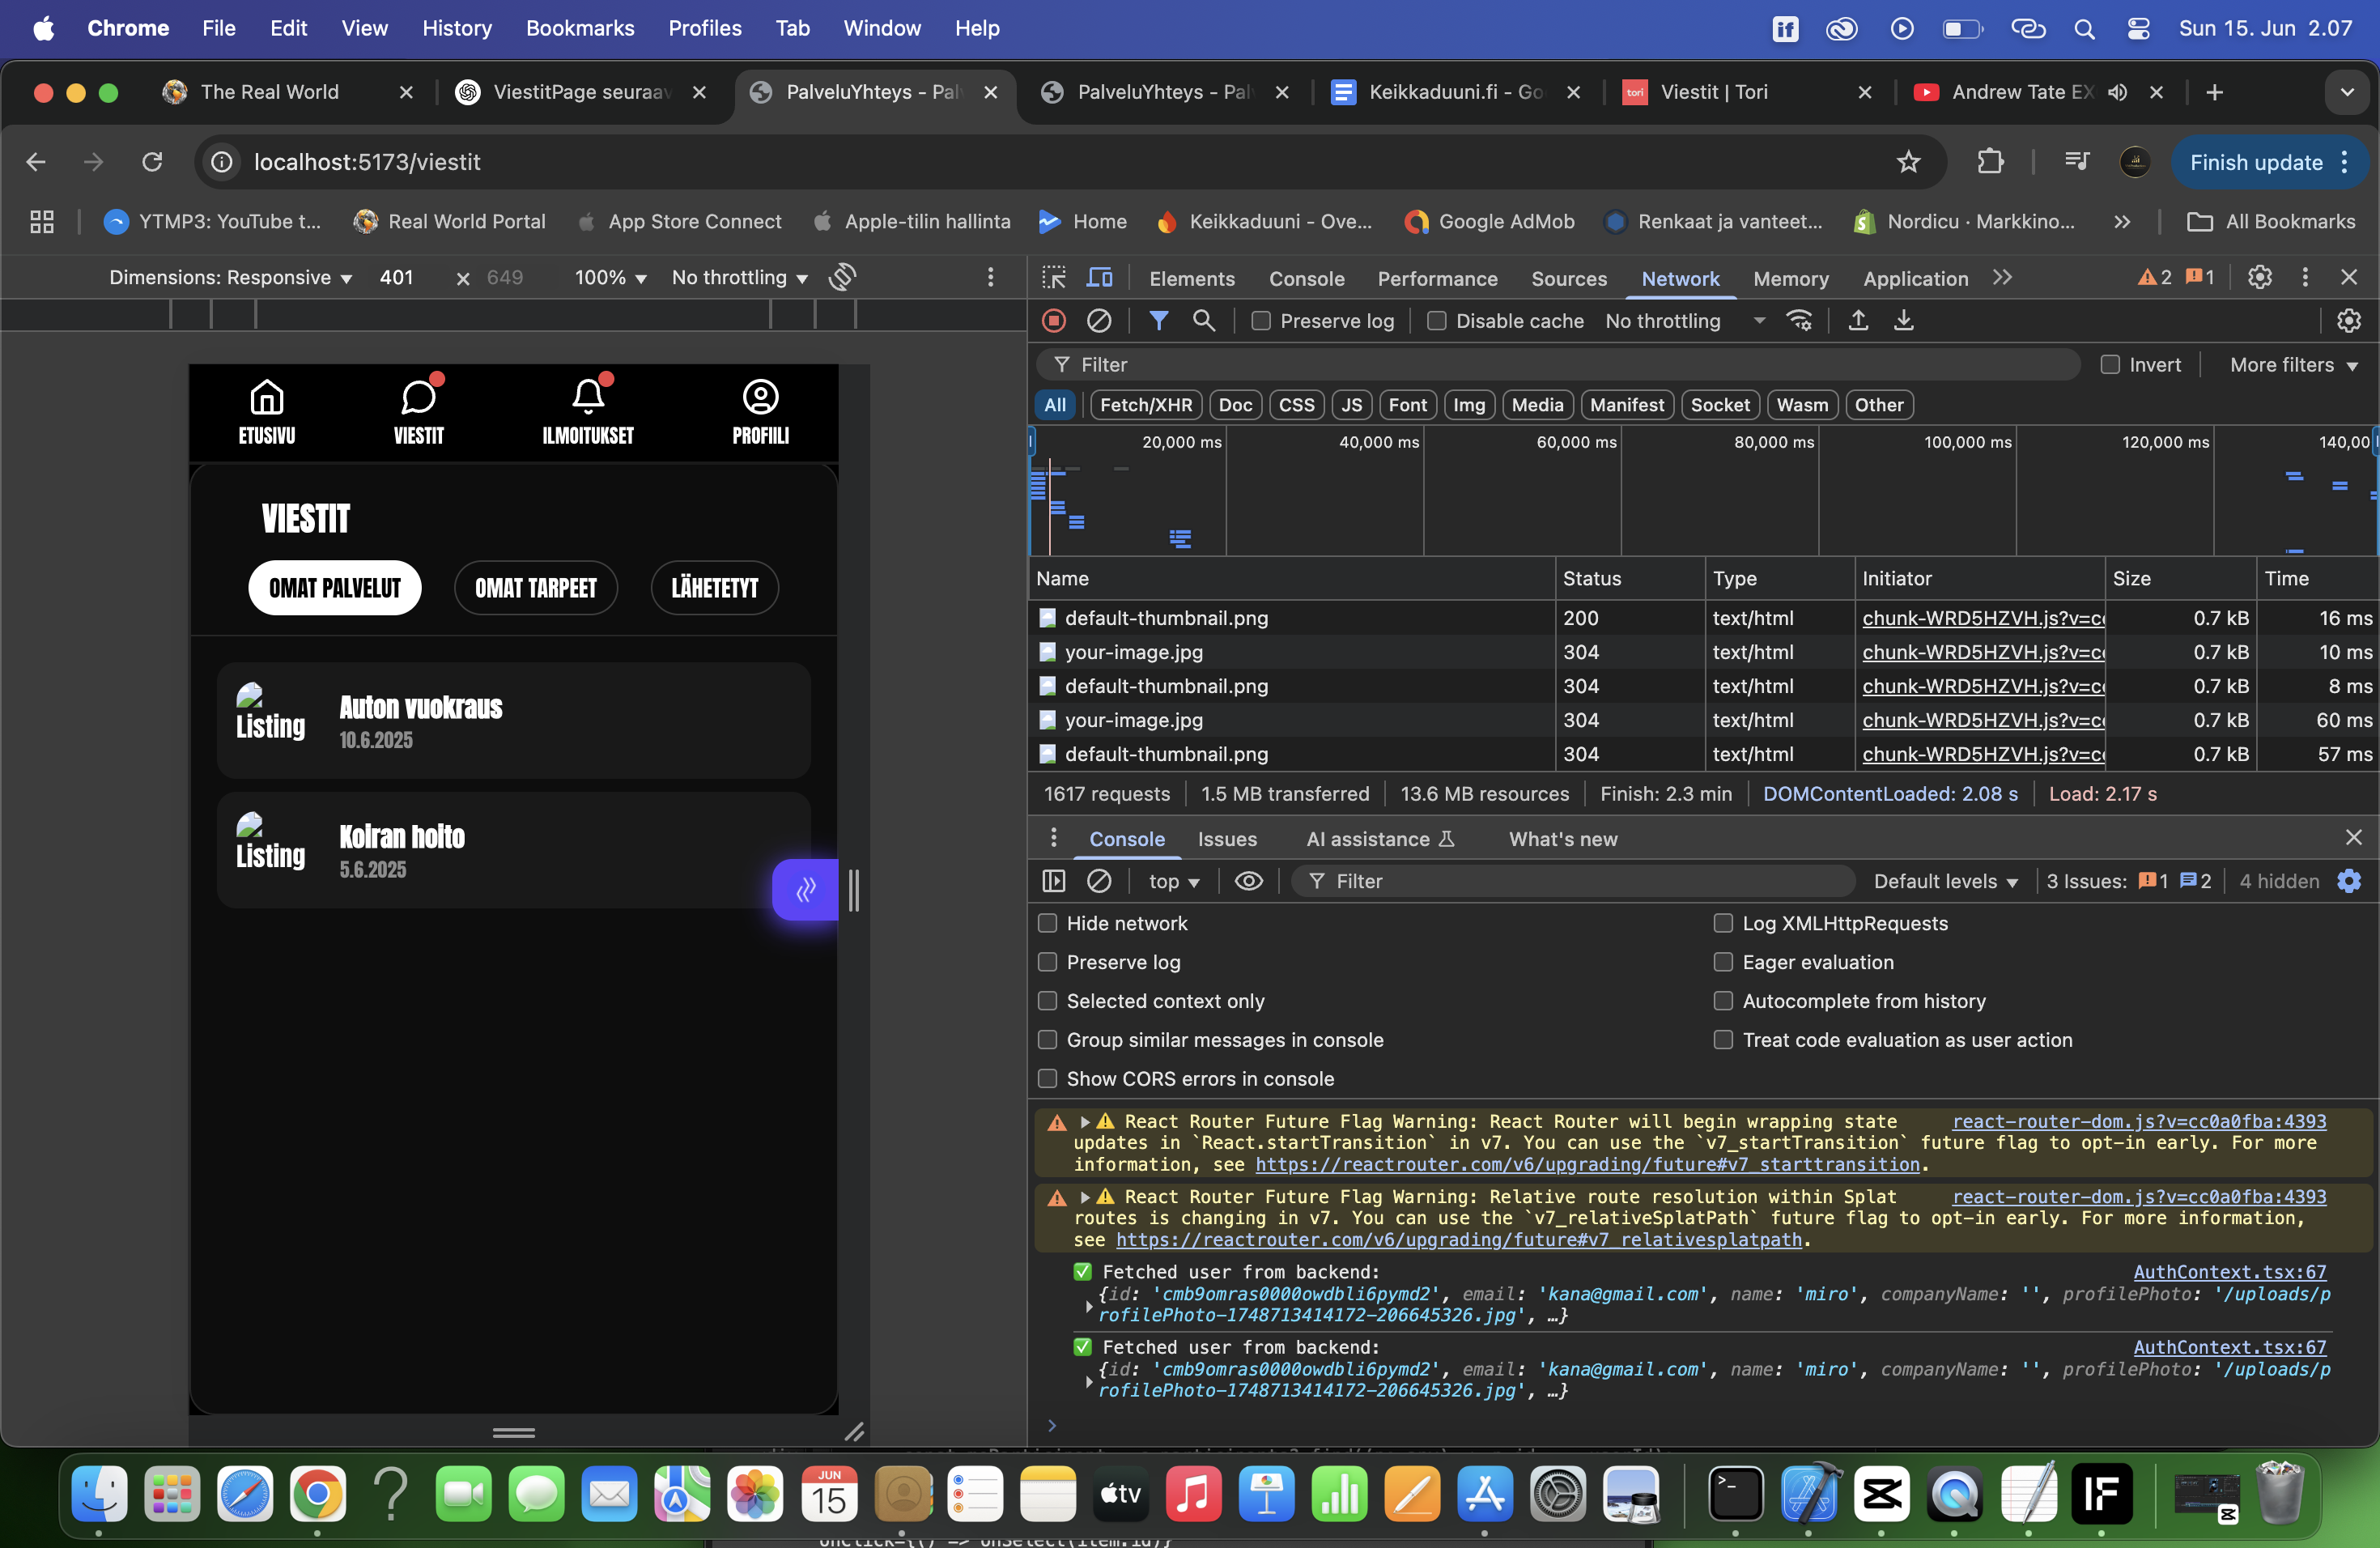 Chrome File Edit View History Bookmarks Profiles Tab Window Help
Sun 15. Jun 2.07
The Real World
ViestitPage seuraav
PalveluYhteys - Pal
PalveluYhteys - Pal
Keikkaduuni.fi - Go
tori Viestit | Tori
Andrew Tate EX
localhost:5173/viestit
Finish update
YTMP3: YouTube t...
Real World Portal
App Store Connect
Apple-tilin hallinta
Home
Keikkaduuni - Ove...
Google AdMob
Renkaat ja vanteet...
Nordicu · Markkino...
All Bookmarks
Dimensions: Responsive 401 × 649 100% No throttling
ETUSIVU
VIESTIT
ILMOITUKSET
PROFIILI
VIESTIT
OMAT PALVELUT
OMAT TARPEET
LÄHETETYT
Listing
Auton vuokraus
10.6.2025
Listing
Koiran hoito
5.6.2025
Elements Console Performance Sources Network Memory Application
2 1
Preserve log Disable cache No throttling
Filter
Invert More filters
All Fetch/XHR Doc CSS JS Font Img Media Manifest Socket Wasm Other
20,000 ms 40,000 ms 60,000 ms 80,000 ms 100,000 ms 120,000 ms 140,00
Name Status Type Initiator Size Time
default-thumbnail.png 200 text/html chunk-WRD5HZVH.js?v=c 0.7 kB 16 ms
your-image.jpg 304 text/html chunk-WRD5HZVH.js?v=c 0.7 kB 10 ms
default-thumbnail.png 304 text/html chunk-WRD5HZVH.js?v=c 0.7 kB 8 ms
your-image.jpg 304 text/html chunk-WRD5HZVH.js?v=c 0.7 kB 60 ms
default-thumbnail.png 304 text/html chunk-WRD5HZVH.js?v=c 0.7 kB 57 ms
1617 requests 1.5 MB transferred 13.6 MB resources Finish: 2.3 min DOMContentLoaded: 2.08 s Load: 2.17 s
Console Issues AI assistance What's new
top Filter Default levels 3 Issues: 1 2 4 hidden
Hide network
Log XMLHttpRequests
Preserve log
Eager evaluation
Selected context only
Autocomplete from history
Group similar messages in console
Treat code evaluation as user action
Show CORS errors in console
React Router Future Flag Warning: React Router will begin wrapping state react-router-dom.js?v=cc0a0fba:4393
updates in `React.startTransition` in v7. You can use the `v7_startTransition` future flag to opt-in early. For more
information, see https://reactrouter.com/v6/upgrading/future#v7_starttransition.
React Router Future Flag Warning: Relative route resolution within Splat react-router-dom.js?v=cc0a0fba:4393
routes is changing in v7. You can use the `v7_relativeSplatPath` future flag to opt-in early. For more information,
see https://reactrouter.com/v6/upgrading/future#v7_relativesplatpath.
Fetched user from backend: AuthContext.tsx:67
{id: 'cmb9omras0000owdbli6pymd2', email: 'kana@gmail.com', name: 'miro', companyName: '', profilePhoto: '/uploads/p
rofilePhoto-1748713414172-206645326.jpg', …}
Fetched user from backend: AuthContext.tsx:67
{id: 'cmb9omras0000owdbli6pymd2', email: 'kana@gmail.com', name: 'miro', companyName: '', profilePhoto: '/uploads/p
rofilePhoto-1748713414172-206645326.jpg', …}
JUN
15
tv
IF
onClick={() => onSelect(item.id)}